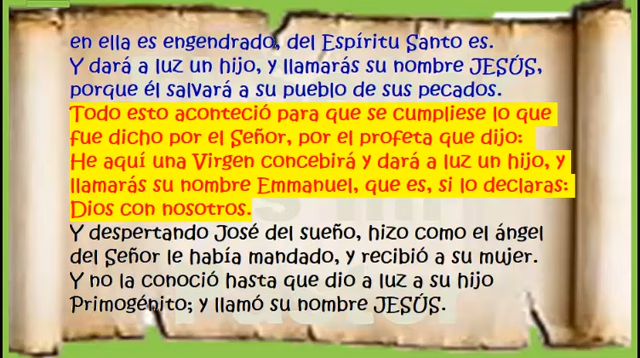 en ella es engendrado, del Espíritu Santo es.
Y dará a luz un hijo, y llamarás su nombre JESÚS,
porque él salvará a su pueblo de sus pecados.
Todo esto aconteció para que se cumpliese lo que
fue dicho por el Señor, por el profeta que dijo:
He aquí una Virgen concebirá y dará a luz un hijo, y
llamarás su nombre Emmanuel, que es, si lo declaras:
Dios con nosotros.
Y despertando José del sueño, hizo como el ángel
del Señor le había mandado, y recibió a su mujer.
Y no la conoció hasta que dio a luz a su hijo
Primogénito; y llamó su nombre JESÚS.